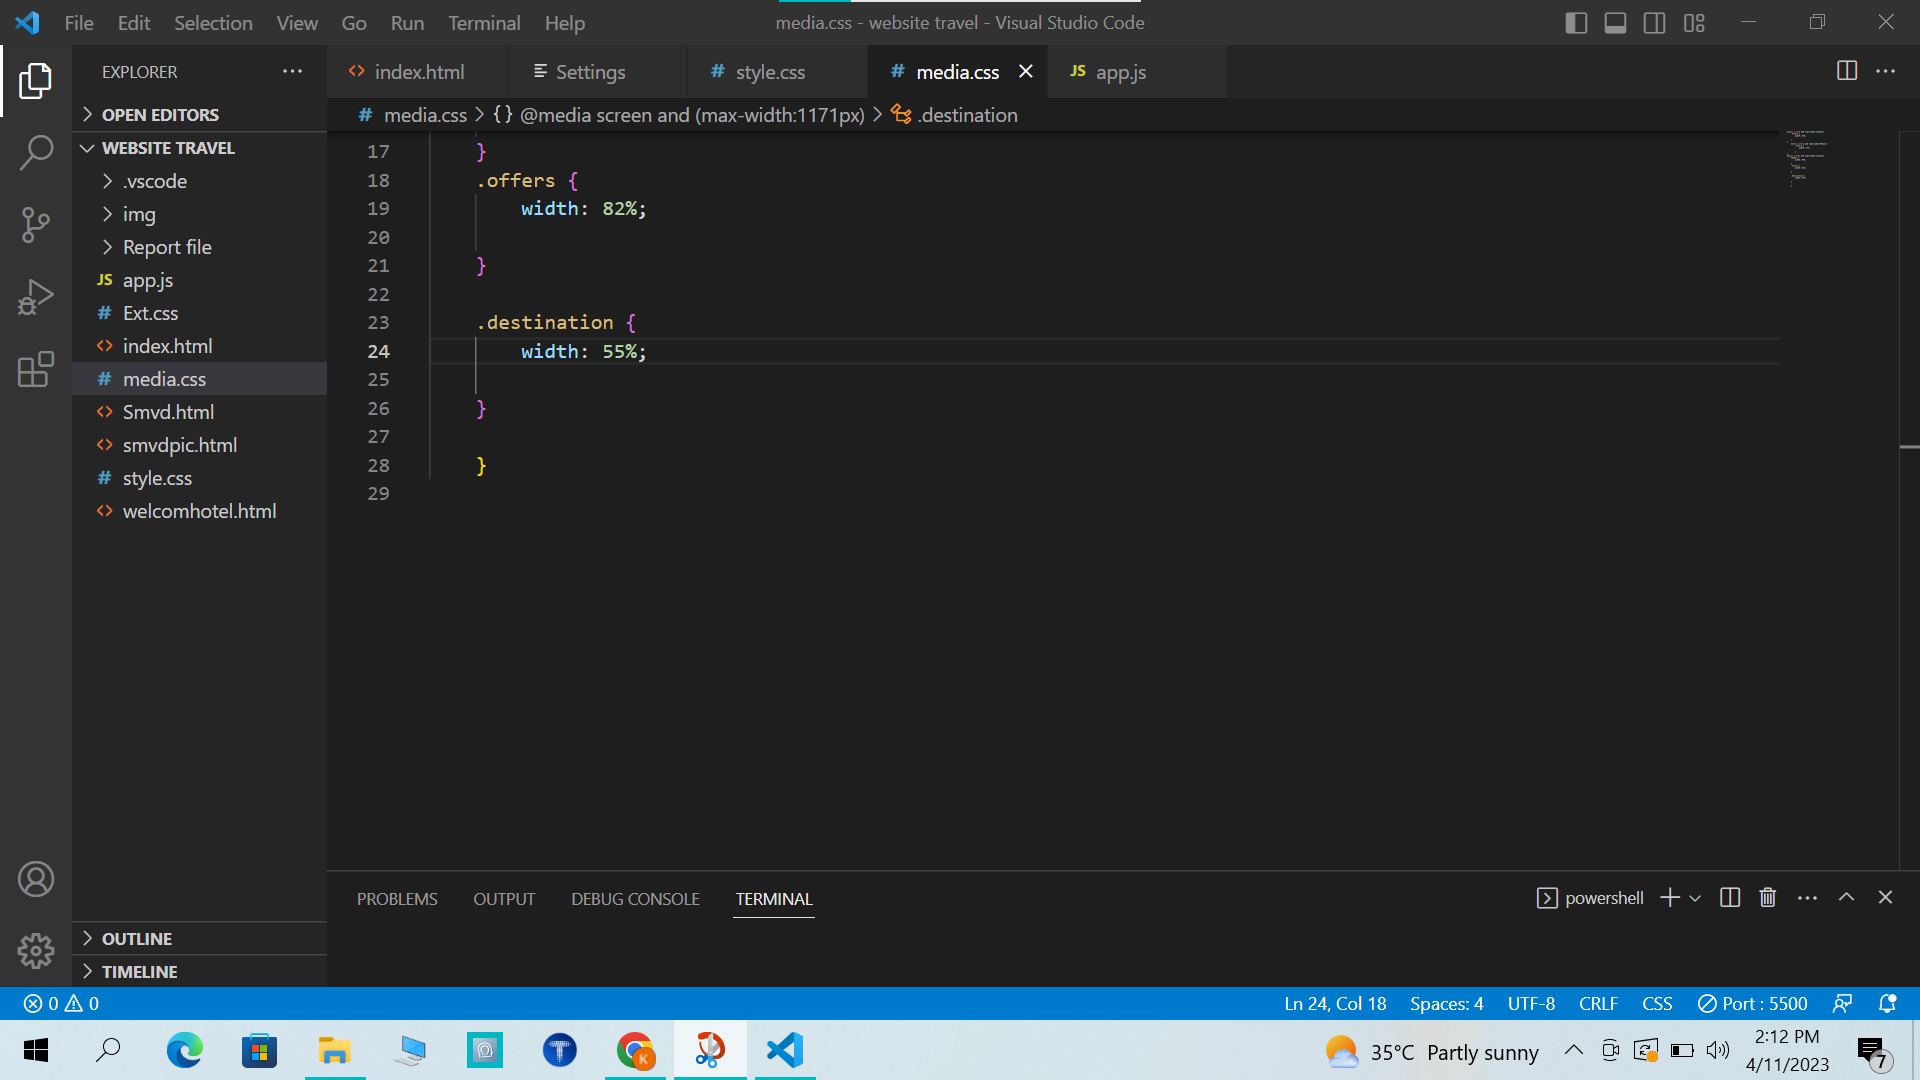 File Edit Selection View Go Run Terminal Help
media.css - website travel - Visual Studio Code
EXPLORER
OPEN EDITORS
WEBSITE TRAVEL
.vscode
img
Report file
JS app.js
# Ext.css
<> index.html
# media.css
<> Smvd.html
<> smvdpic.html
# style.css
<> welcomhotel.html
OUTLINE
TIMELINE
<> index.html
Settings
# style.css
# media.css
JS app.js
# media.css > {} @media screen and (max-width:1171px) > .destination
17 }
18 .offers {
19 width: 82%;
20
21 }
22
23 .destination {
24 width: 55%;
25
26 }
27
28 }
29
PROBLEMS OUTPUT DEBUG CONSOLE TERMINAL
powershell
0 0
Ln 24, Col 18 Spaces: 4 UTF-8 CRLF CSS Port : 5500
T
K
35°C Partly sunny
2:12 PM
4/11/2023
7